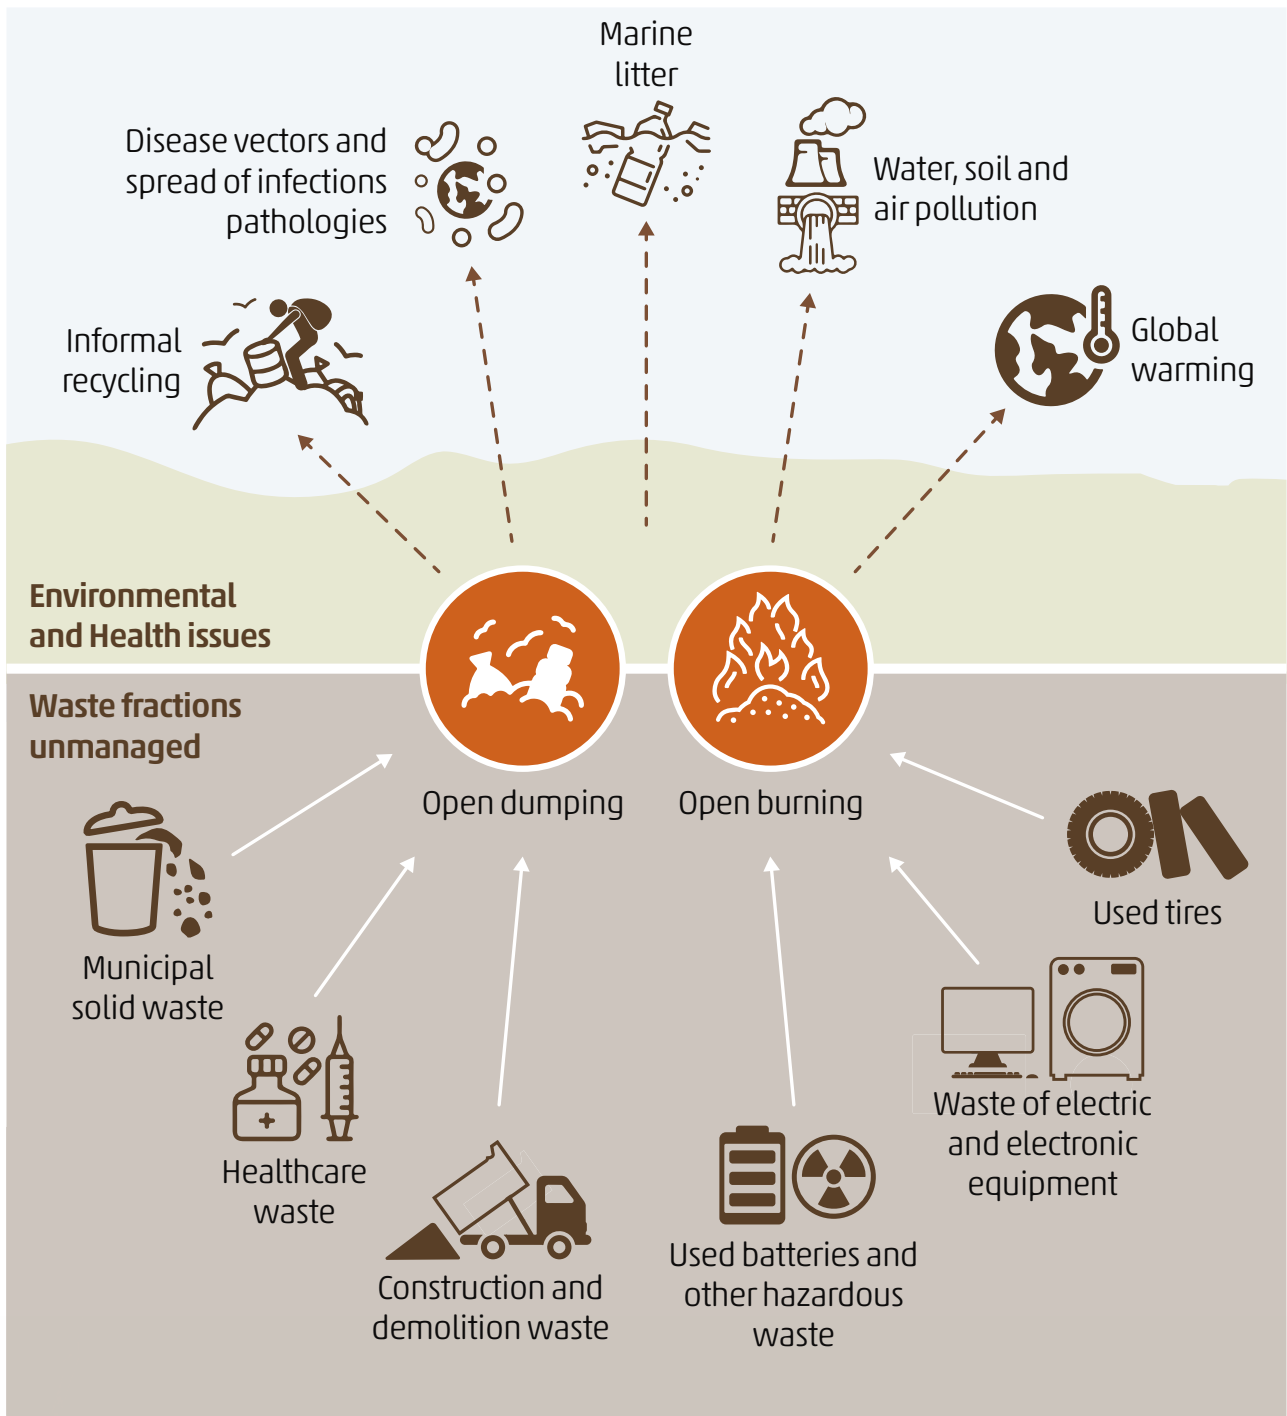 Marine
litter
Disease vectors and
spread of infections
pathologies
Water, soil and
air pollution
Informal
recycling
Global
warming
Environmental
and Health issues
Waste fractions
unmanaged
Open dumping
Open burning
Used tires
Municipal
solid waste
Waste of electric
and electronic
equipment
Healthcare
waste
Used batteries and
other hazardous
waste
Construction and
demolition waste